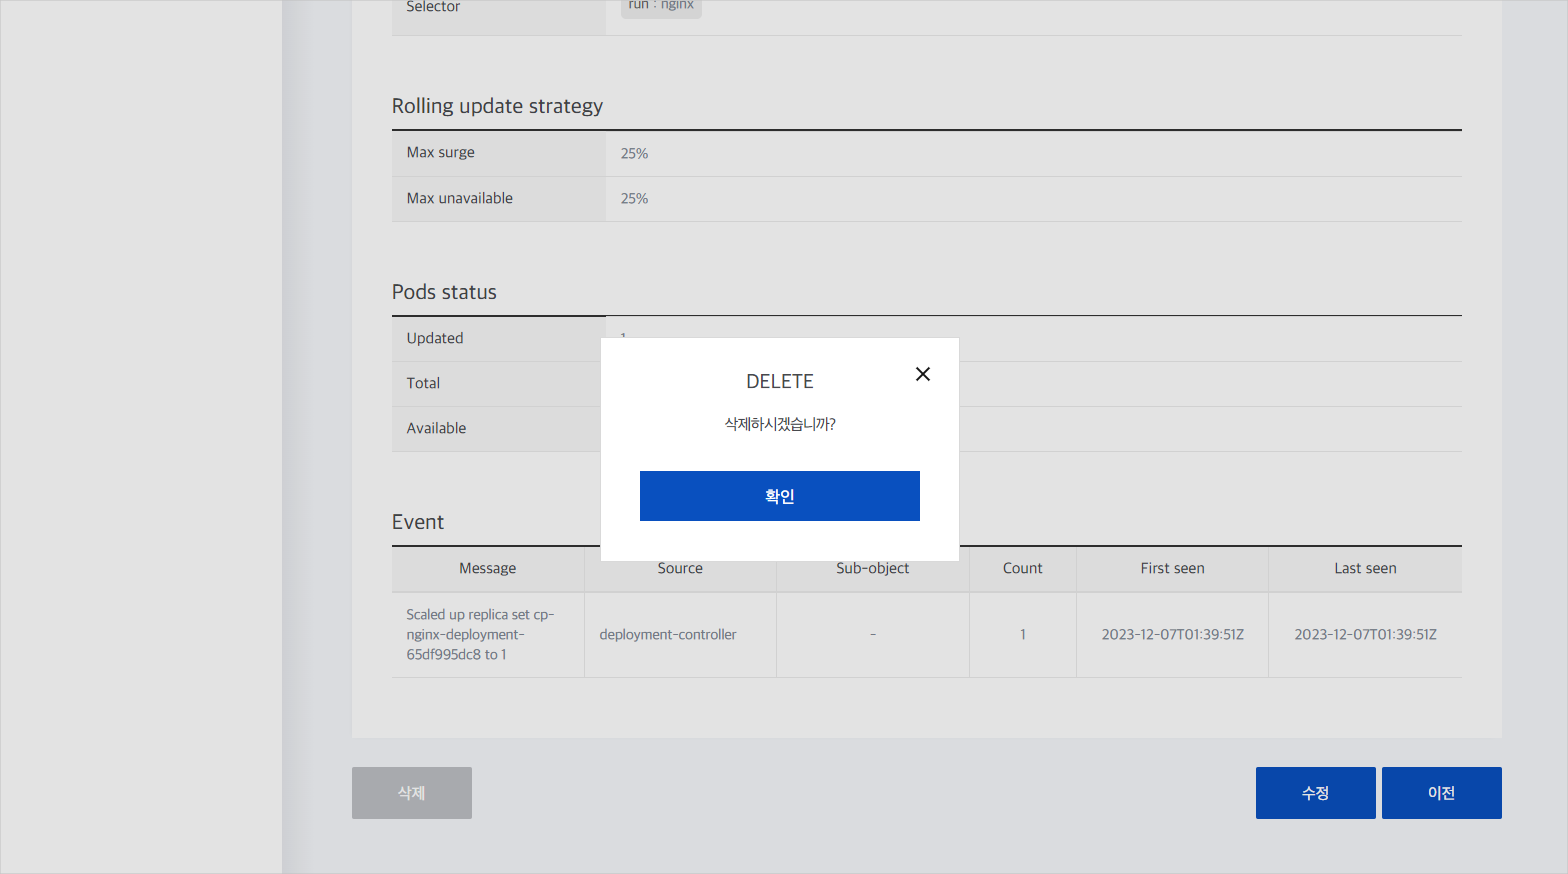 Selector
run : nginx
Rolling update strategy
Max surge 25%
Max unavailable 25%
Pods status
Updated 1
Total
Available
DELETE
삭제하시겠습니까?
확인
Event
Message Source Sub-object Count First seen Last seen
Scaled up replica set cp-
nginx-deployment-
65df995dc8 to 1
deployment-controller - 1 2023-12-07T01:39:51Z 2023-12-07T01:39:51Z
삭제 수정 이전